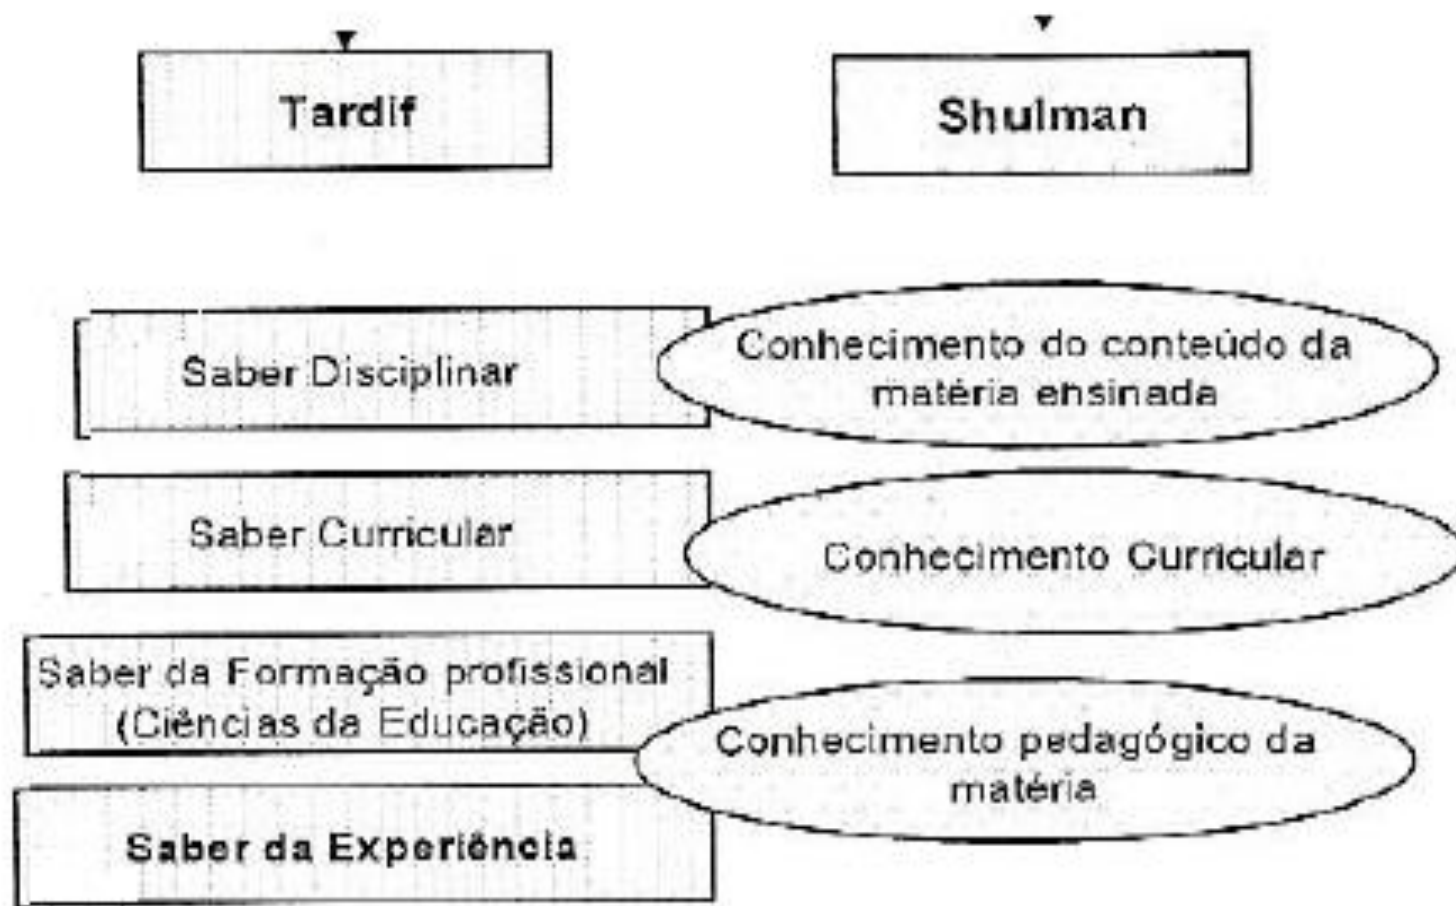 Tardif
Shulman
Saber Disciplinar
Conhecimento do conteúdo da
matéria ensinada
Saber Curricular
Conhecimento Curricular
Saber da Formação profissional
(Ciências da Educação)
Conhecimento pedagógico da
matéria
Saber da Experiência